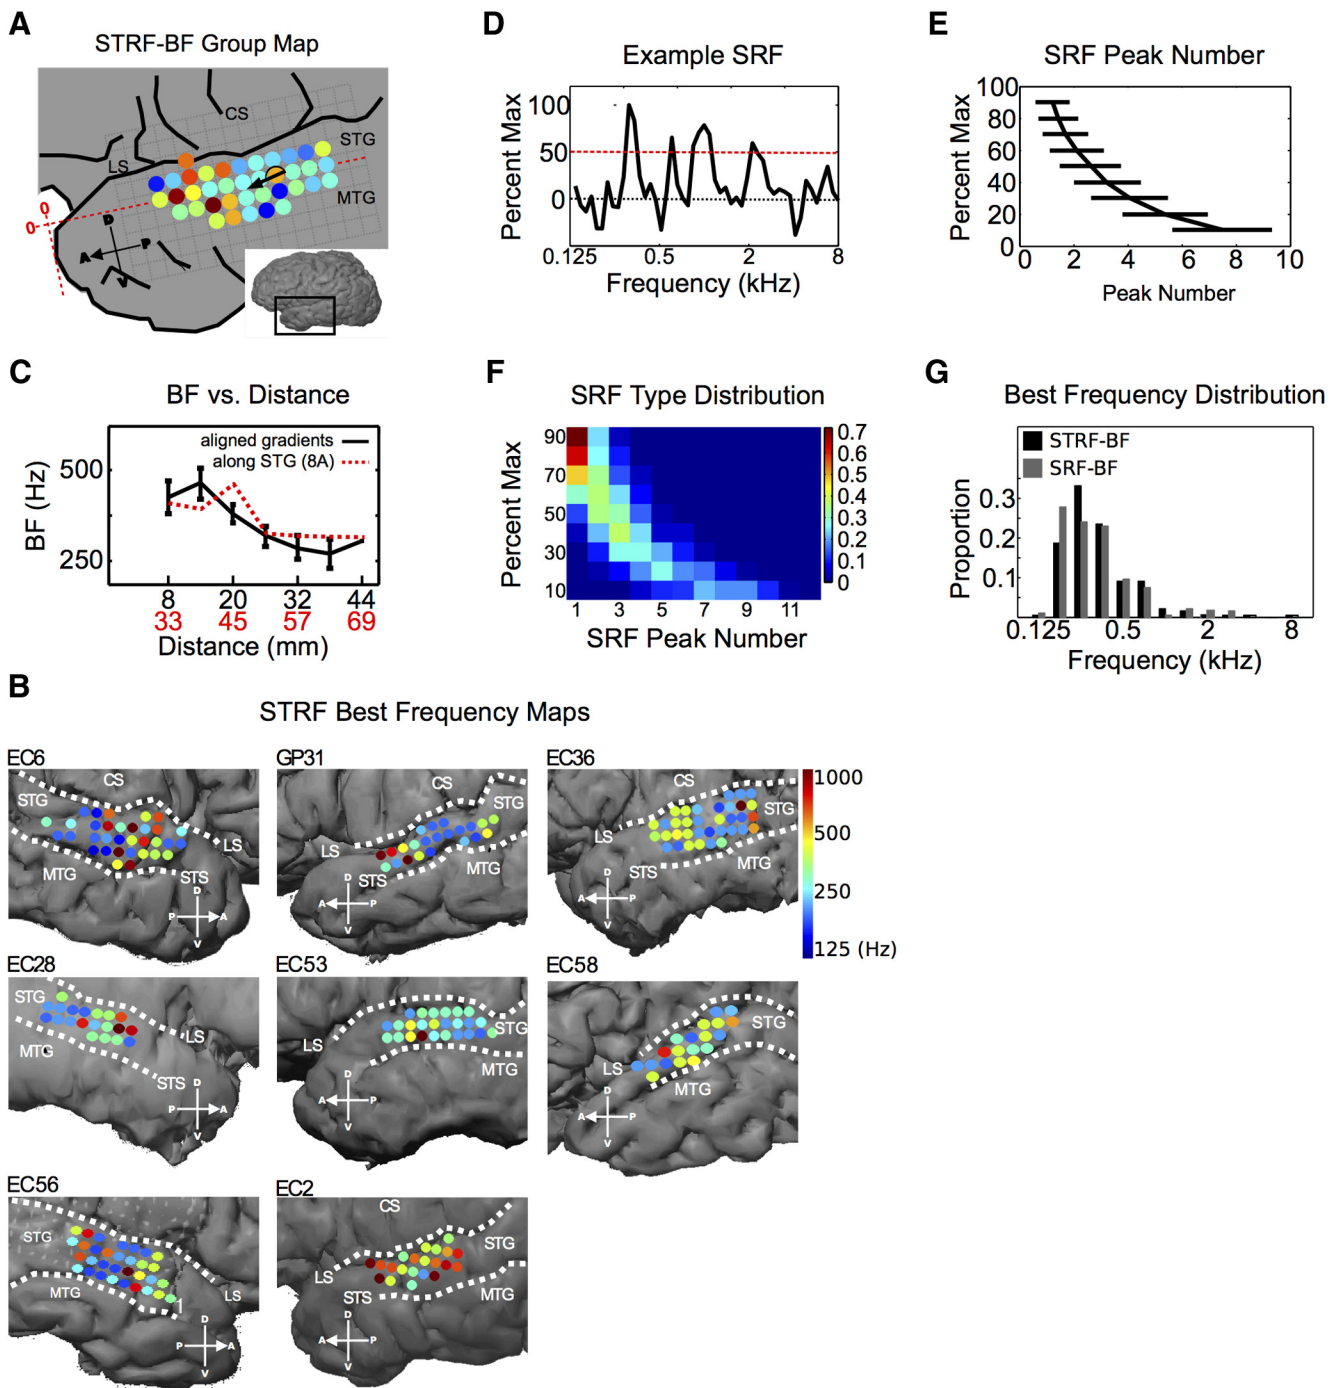 A
STRF-BF Group Map
CS
STG
LS
MTG
0
0
D
A
P
V
D
Example SRF
Percent Max
100
50
0
0.125
0.5
2
8
Frequency (kHz)
E
SRF Peak Number
Percent Max
100
80
60
40
20
0
0
2
4
6
8
10
Peak Number
C
BF vs. Distance
aligned gradients
along STG (8A)
BF (Hz)
500
250
8
20
32
44
33
45
57
69
Distance (mm)
F
SRF Type Distribution
Percent Max
90
70
50
30
10
1
3
5
7
9
11
SRF Peak Number
0.7
0.6
0.5
0.4
0.3
0.2
0.1
0
G
Best Frequency Distribution
STRF-BF
SRF-BF
Proportion
0.3
0.2
0.1
0.125
0.5
2
8
Frequency (kHz)
B
STRF Best Frequency Maps
EC6
CS
STG
LS
MTG
STS
D
P
A
V
GP31
CS
STG
LS
STS
MTG
D
A
P
V
EC36
CS
STG
LS
STS
MTG
D
A
P
V
1000
500
250
125 (Hz)
EC28
STG
LS
MTG
STS
D
P
A
V
EC53
STG
LS
MTG
D
A
P
V
EC58
STG
LS
MTG
D
A
P
V
EC56
STG
MTG
LS
D
P
A
V
EC2
CS
STG
LS
STS
MTG
D
A
P
V